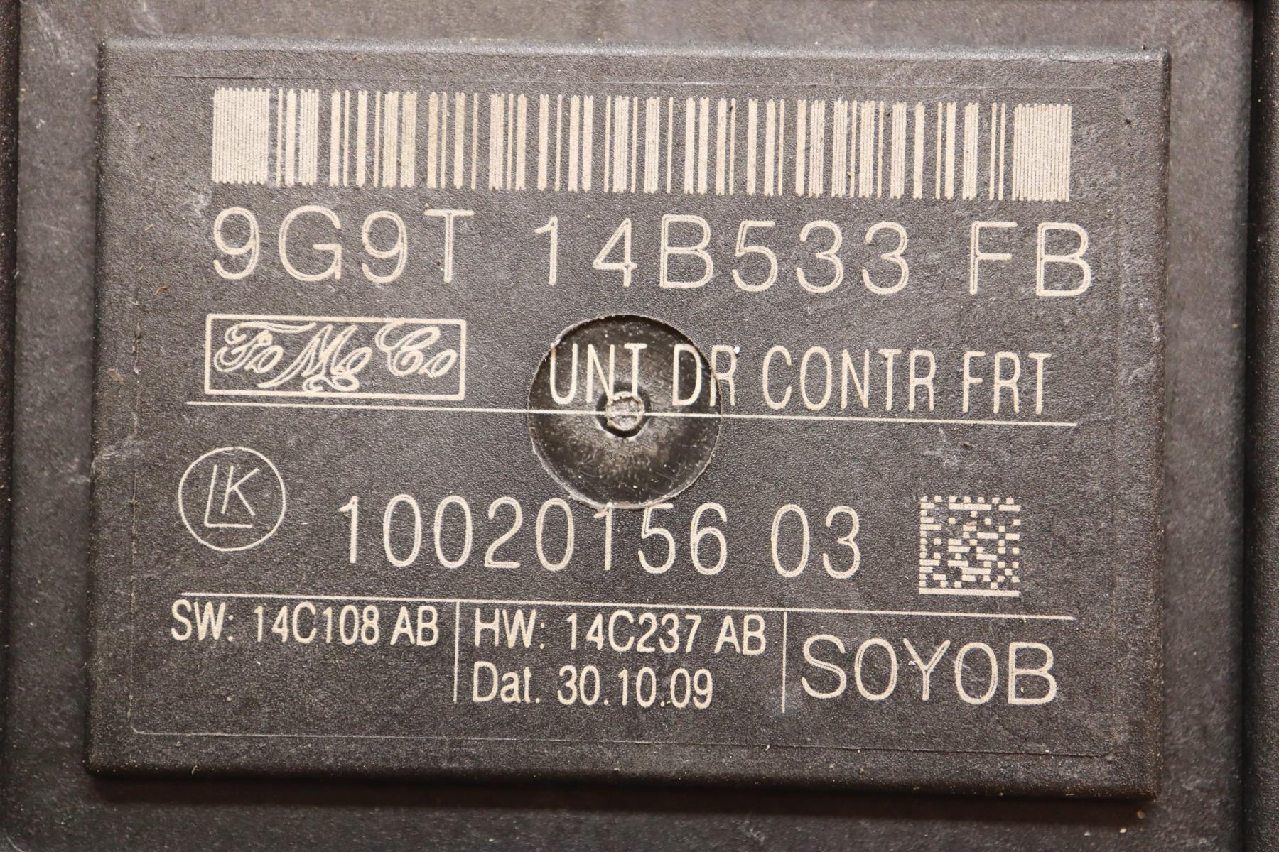 9G9T 14B533 FB
FoMoCo UNT DR CONTR FRT
LK 10020156 03
SW: 14C108 AB HW: 14C237 AB SOYOB
Dat. 30.10.09